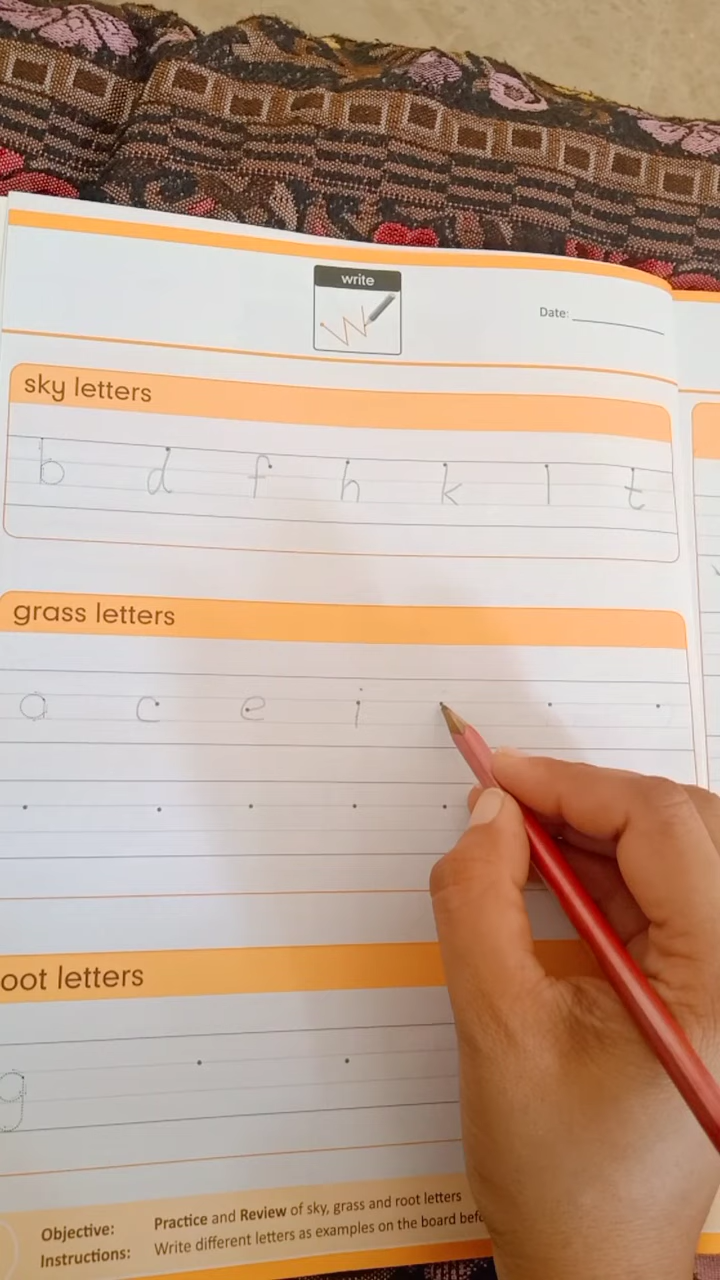 write
Date:
sky letters
b d f h k l t
grass letters
a c e i
oot letters
g
Objective: Practice and Review of sky, grass and root letters
Instructions: Write different letters as examples on the board